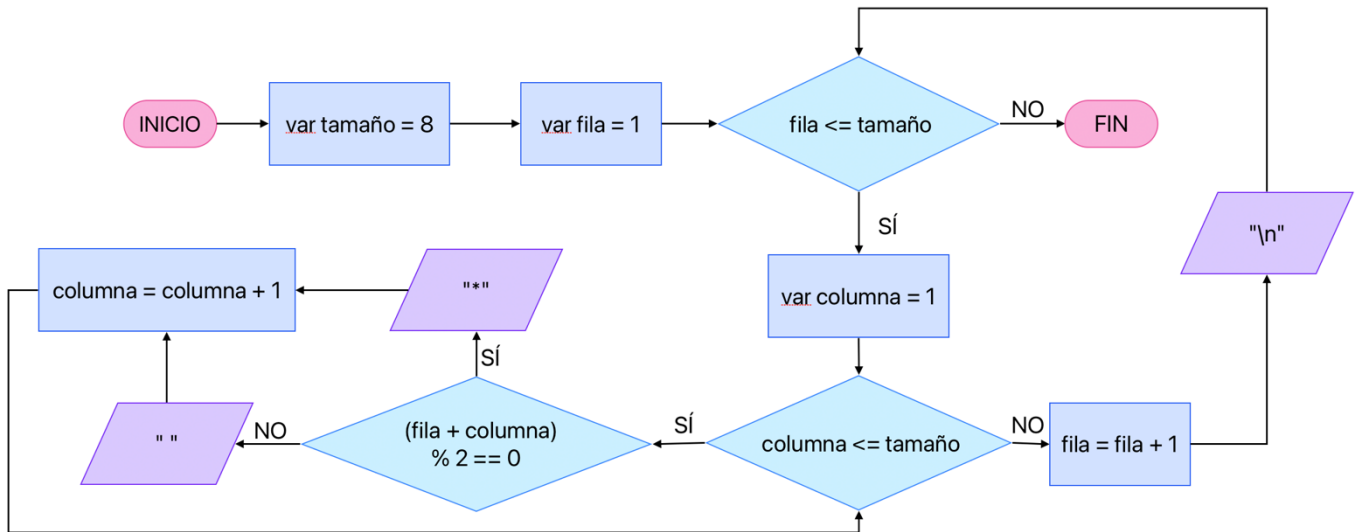 INICIO
var tamaño = 8
var fila = 1
fila <= tamaño
NO
FIN
SÍ
"\n"
columna = columna + 1
"*"
var columna = 1
SÍ
" "
NO
(fila + columna)
% 2 == 0
SÍ
columna <= tamaño
NO
fila = fila + 1